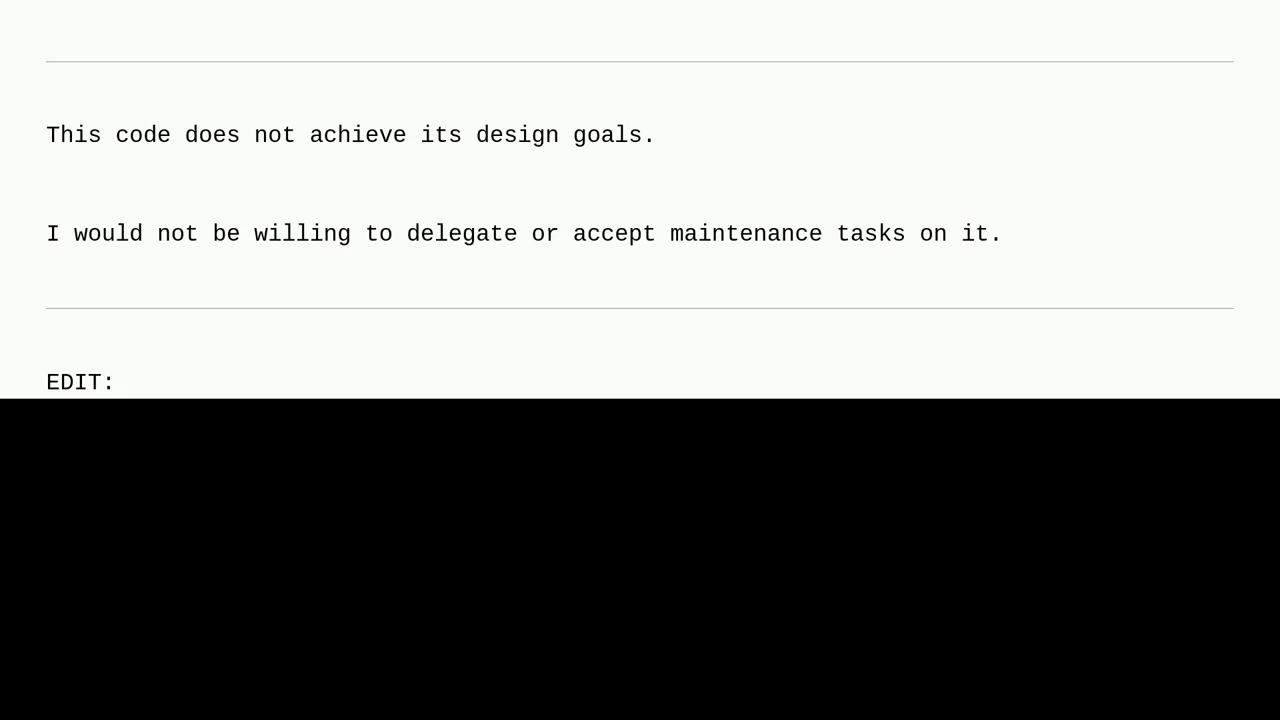 This code does not achieve its design goals.
I would not be willing to delegate or accept maintenance tasks on it.
EDIT: